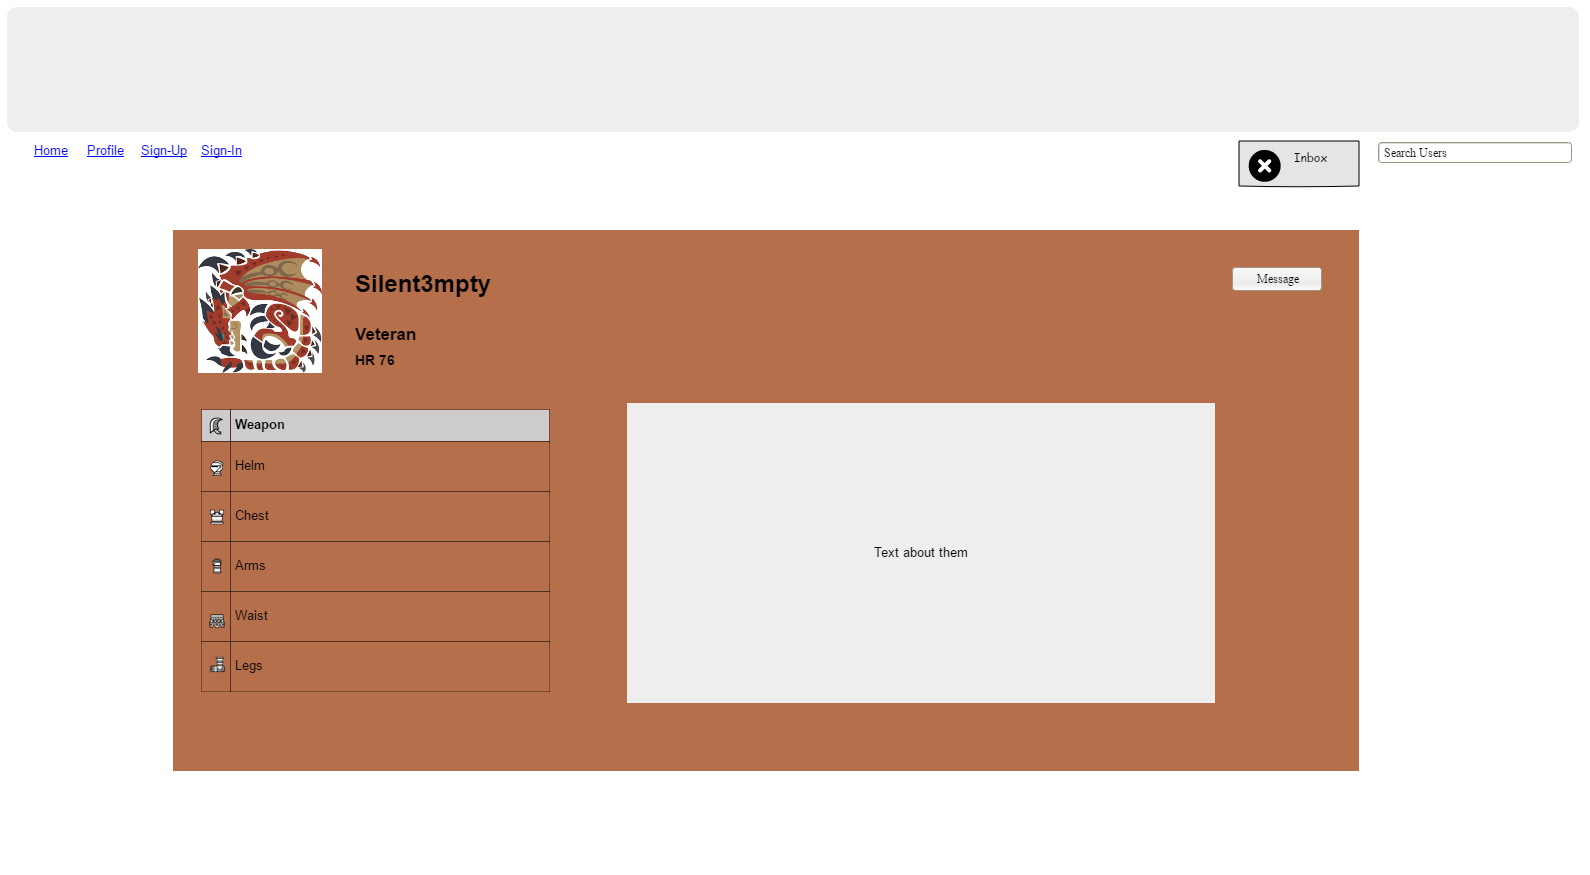 Home Profile Sign-Up Sign-In
Inbox
Search Users
Silent3mpty
Message
Veteran
HR 76
Weapon
Helm
Chest
Arms
Waist
Legs
Text about them